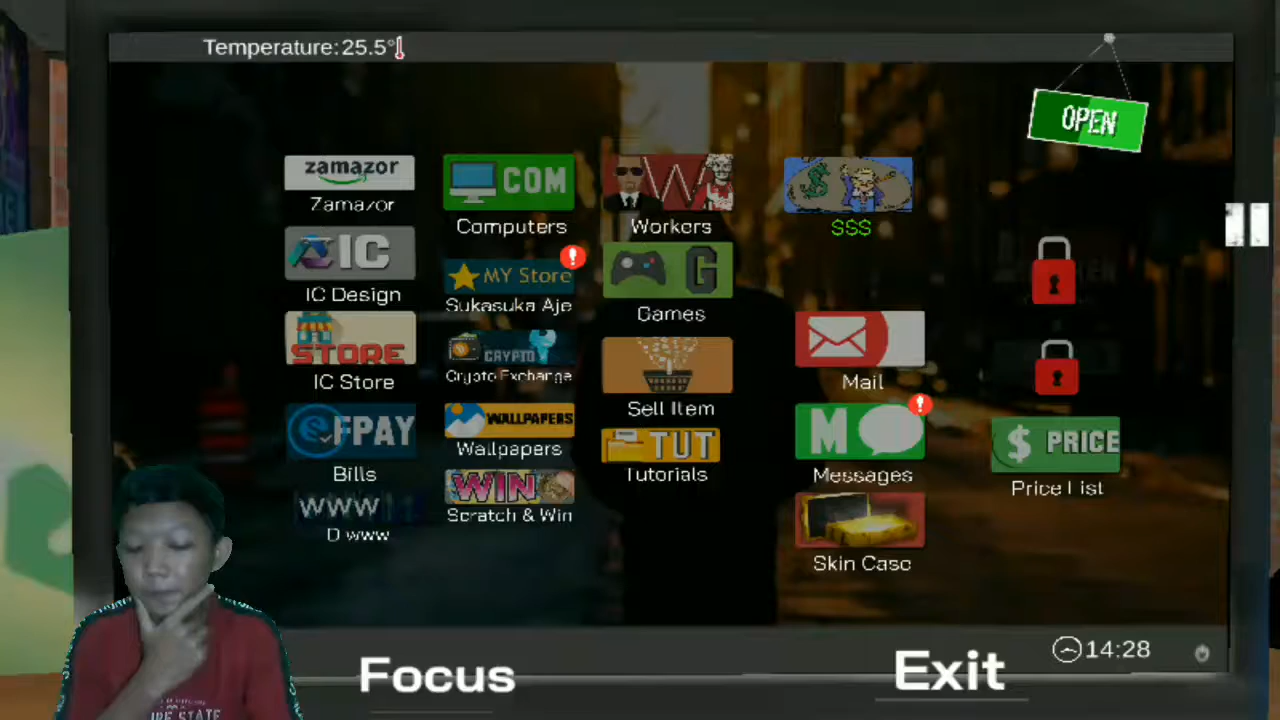 Temperature: 25.5°
OPEN
zamazor
Zamazor
COM
Computers
W
Workers
$
SSS
IC
IC Design
MY Store
Sukasuka Aje
G
Games
STORE
IC Store
CRYPTO
Crypto Exchange
Sell Item
Mail
FPAY
Bills
WALLPAPERS
Wallpapers
TUT
Tutorials
M
Messages
$ PRICE
Price List
WWW
D www
WIN
Scratch & Win
Skin Case
14:28
Focus
Exit
STATE